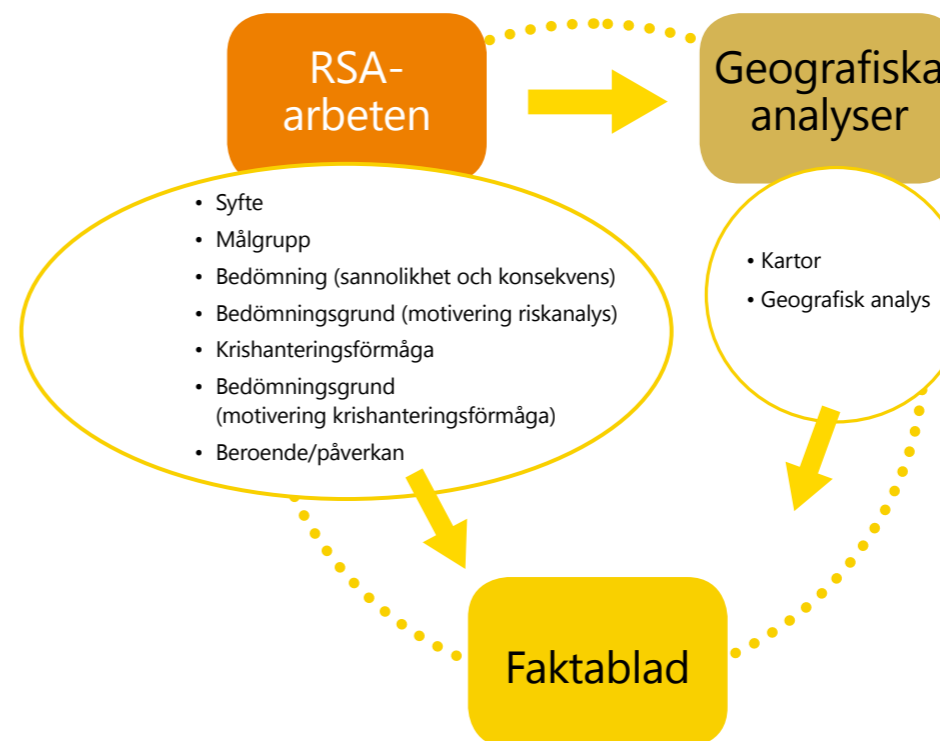 RSA-
arbeten
• Syfte
• Målgrupp
• Bedömning (sannolikhet och konsekvens)
• Bedömningsgrund (motivering riskanalys)
• Krishanteringsförmåga
• Bedömningsgrund
(motivering krishanteringsförmåga)
• Beroende/påverkan
Geografiska
analyser
• Kartor
• Geografisk analys
Faktablad